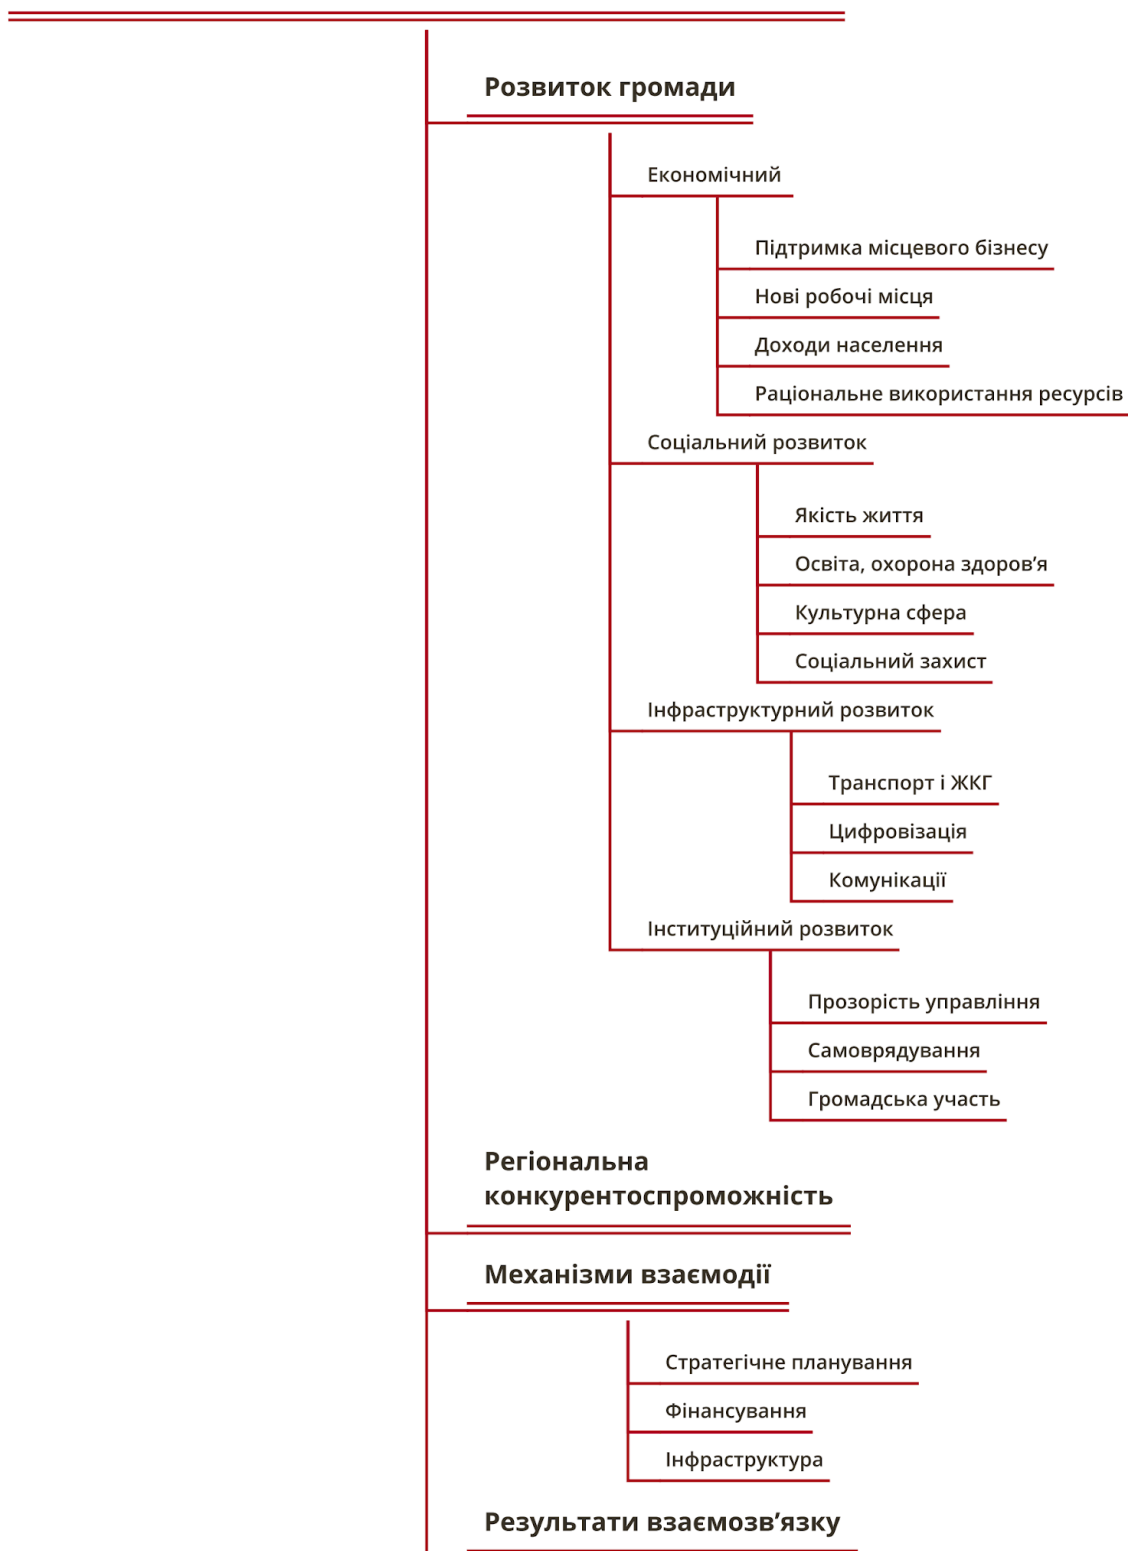 Розвиток громади
Економічний
Підтримка місцевого бізнесу
Нові робочі місця
Доходи населення
Раціональне використання ресурсів
Соціальний розвиток
Якість життя
Освіта, охорона здоров’я
Культурна сфера
Соціальний захист
Інфраструктурний розвиток
Транспорт і ЖКГ
Цифровізація
Комунікації
Інституційний розвиток
Прозорість управління
Самоврядування
Громадська участь
Регіональна
конкурентоспроможність
Механізми взаємодії
Стратегічне планування
Фінансування
Інфраструктура
Результати взаємозв’язку